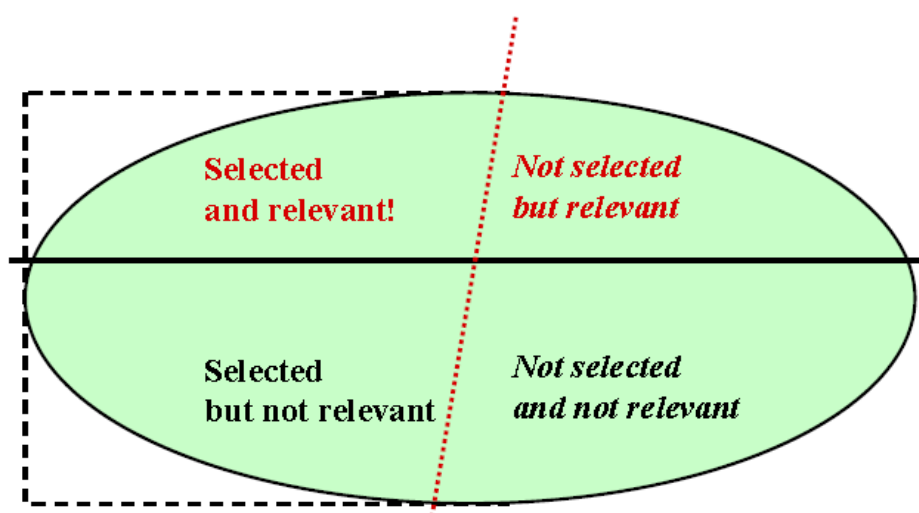 Selected
and relevant!
Not selected
but relevant
Selected
but not relevant
Not selected
and not relevant